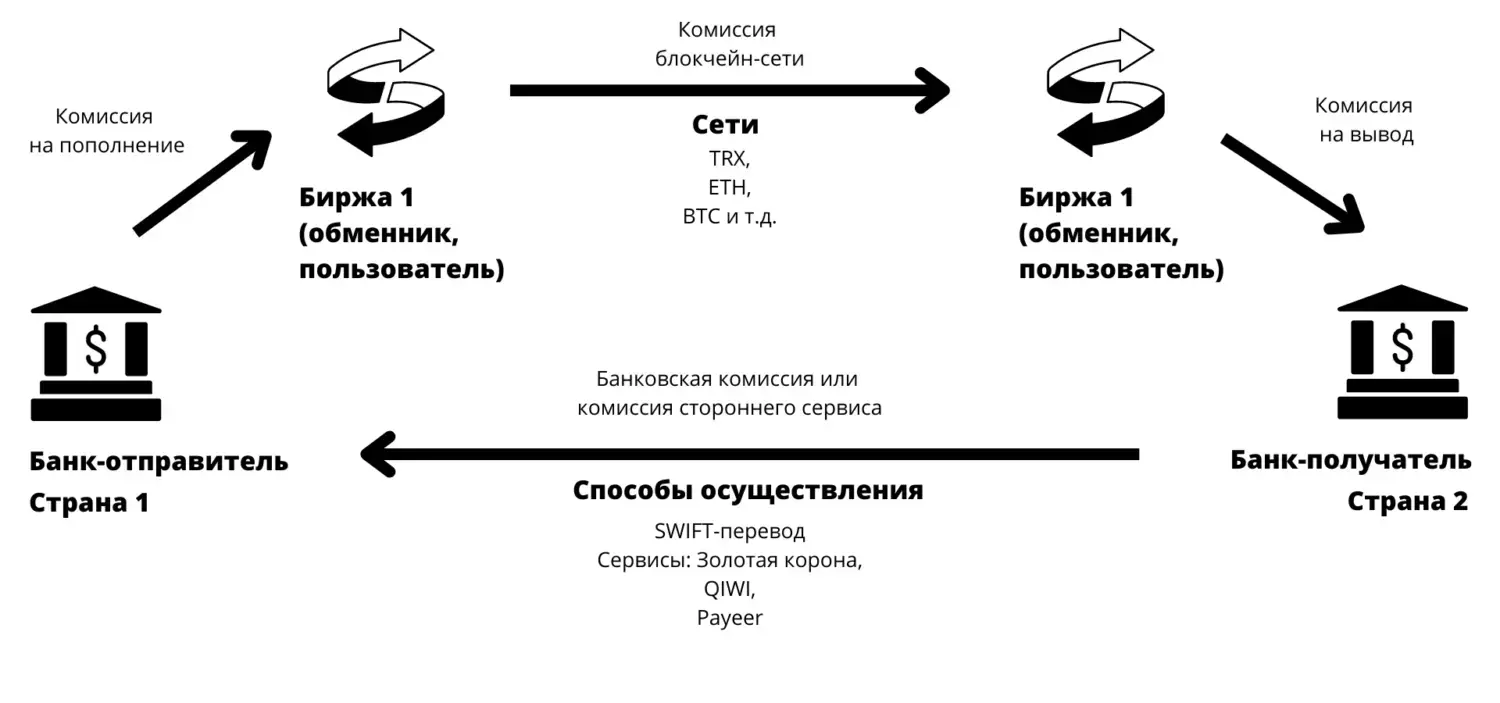 Комиссия
блокчейн-сети
Комиссия
на пополнение
Комиссия
на вывод
Сети
TRX,
ETH,
BTC и т.д.
Биржа 1
(обменник,
пользователь)
Биржа 1
(обменник,
пользователь)
$
$
Банковская комиссия или
комиссия стороннего сервиса
Банк-отправитель
Страна 1
Банк-получатель
Страна 2
Способы осуществления
SWIFT-перевод
Сервисы: Золотая корона,
QIWI,
Payeer